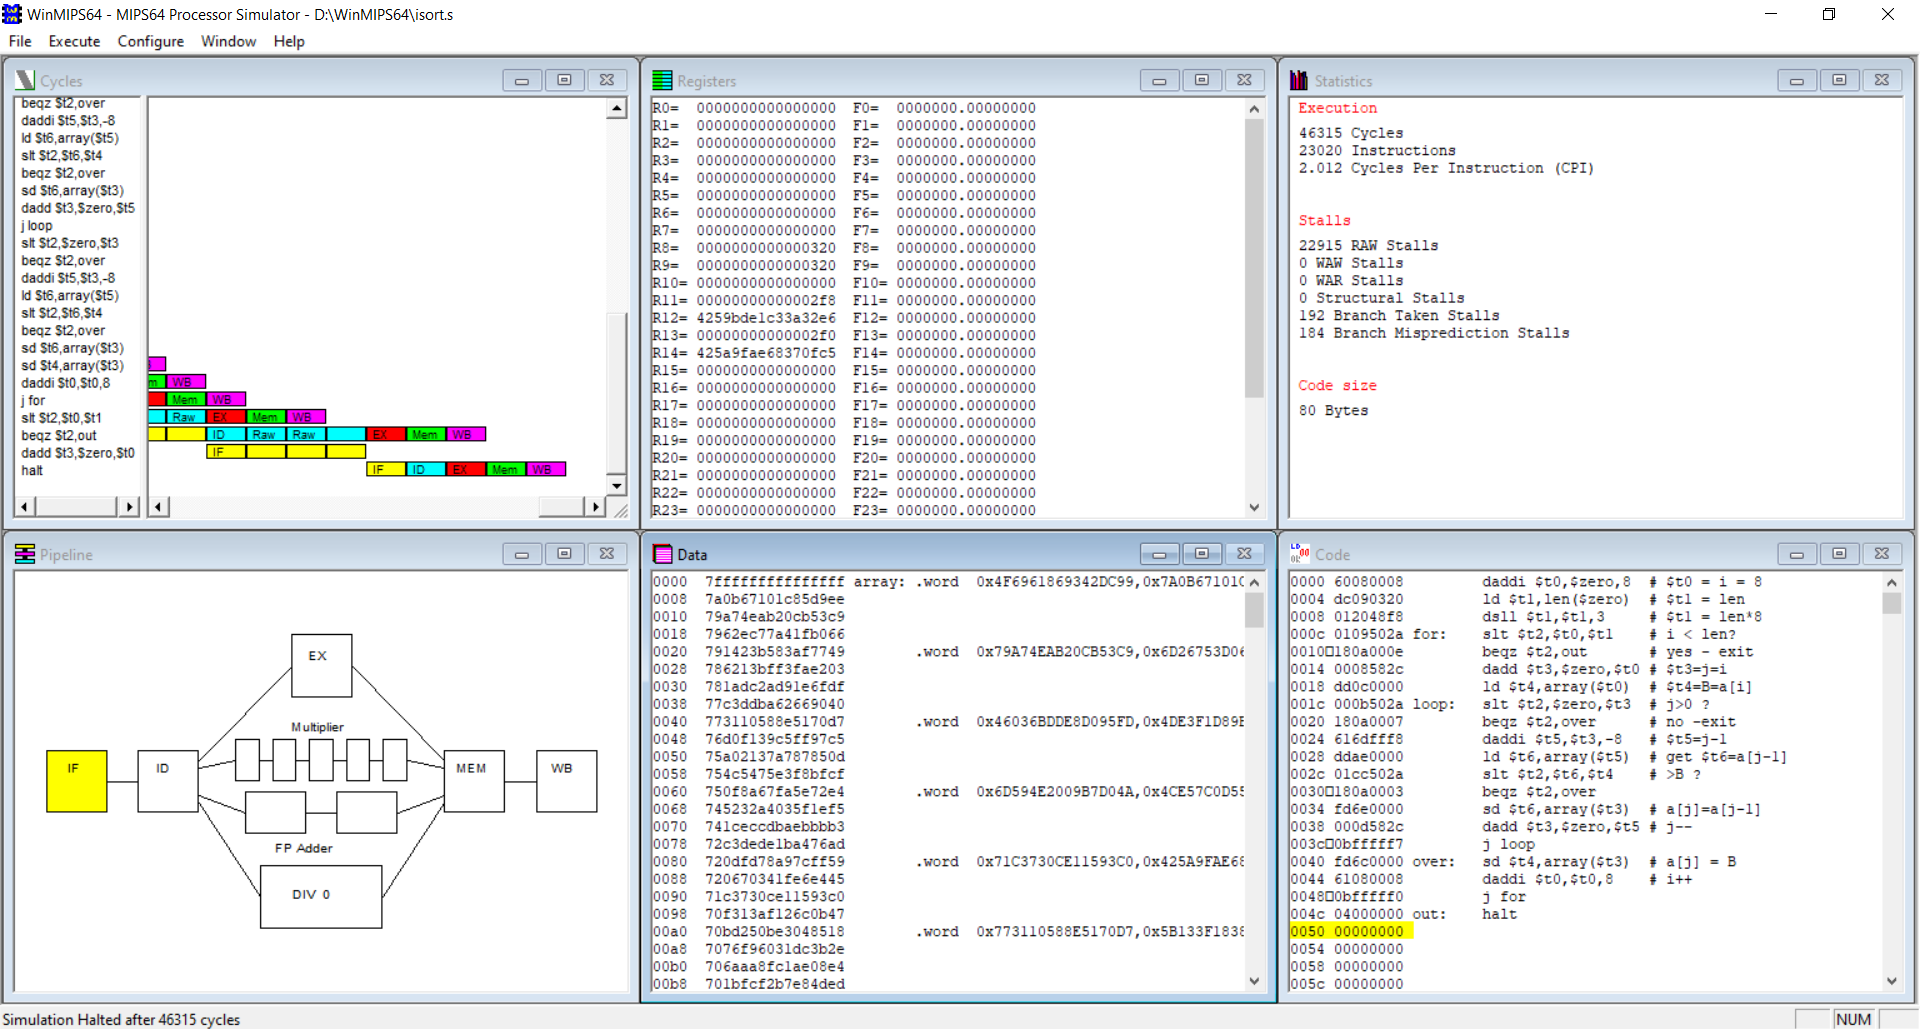 WinMIPS64 - MIPS64 Processor Simulator - D:\WinMIPS64\isort.s
File Execute Configure Window Help
Cycles
beqz $t2,over
daddi $t5,$t3,-8
ld $t6,array($t5)
slt $t2,$t6,$t4
beqz $t2,over
sd $t6,array($t3)
dadd $t3,$zero,$t5
j loop
slt $t2,$zero,$t3
beqz $t2,over
daddi $t5,$t3,-8
ld $t6,array($t5)
slt $t2,$t6,$t4
beqz $t2,over
sd $t6,array($t3)
sd $t4,array($t3)
daddi $t0,$t0,8
m WB
j for
Mem WB
slt $t2,$t0,$t1
Raw EX Mem WB
beqz $t2,out
ID Raw Raw EX Mem WB
dadd $t3,$zero,$t0
IF
halt
IF ID EX Mem WB
Registers
R0= 0000000000000000 F0= 0000000.00000000
R1= 0000000000000000 F1= 0000000.00000000
R2= 0000000000000000 F2= 0000000.00000000
R3= 0000000000000000 F3= 0000000.00000000
R4= 0000000000000000 F4= 0000000.00000000
R5= 0000000000000000 F5= 0000000.00000000
R6= 0000000000000000 F6= 0000000.00000000
R7= 0000000000000000 F7= 0000000.00000000
R8= 0000000000000320 F8= 0000000.00000000
R9= 0000000000000320 F9= 0000000.00000000
R10= 0000000000000000 F10= 0000000.00000000
R11= 00000000000002f8 F11= 0000000.00000000
R12= 4259bde1c33a32e6 F12= 0000000.00000000
R13= 00000000000002f0 F13= 0000000.00000000
R14= 425a9fae68370fc5 F14= 0000000.00000000
R15= 0000000000000000 F15= 0000000.00000000
R16= 0000000000000000 F16= 0000000.00000000
R17= 0000000000000000 F17= 0000000.00000000
R18= 0000000000000000 F18= 0000000.00000000
R19= 0000000000000000 F19= 0000000.00000000
R20= 0000000000000000 F20= 0000000.00000000
R21= 0000000000000000 F21= 0000000.00000000
R22= 0000000000000000 F22= 0000000.00000000
R23= 0000000000000000 F23= 0000000.00000000
Statistics
Execution
46315 Cycles
23020 Instructions
2.012 Cycles Per Instruction (CPI)
Stalls
22915 RAW Stalls
0 WAW Stalls
0 WAR Stalls
0 Structural Stalls
192 Branch Taken Stalls
184 Branch Misprediction Stalls
Code size
80 Bytes
Pipeline
EX
Multiplier
IF
ID
MEM
WB
FP Adder
DIV 0
Data
0000 7fffffffffffffff array: .word 0x4F6961869342DC99,0x7A0B67101C
0008 7a0b67101c85d9ee
0010 79a74eab20cb53c9
0018 7962ec77a41fb066
0020 791423b583af7749 .word 0x79A74EAB20CB53C9,0x6D26753D06
0028 786213bff3fae203
0030 781adc2ad91e6fdf
0038 77c3ddba62669040
0040 773110588e5170d7 .word 0x46036BDDE8D095FD,0x4DE3F1D89E
0048 76d0f139c5ff97c5
0050 75a02137a787850d
0058 754c5475e3f8bfcf
0060 750f8a67fa5e72e4 .word 0x6D594E2009B7D04A,0x4CE57C0D55
0068 745232a4035f1ef5
0070 741ceccdbaebbbb3
0078 72c3dede1ba476ad
0080 720dfd78a97cff59 .word 0x71C3730CE11593C0,0x425A9FAE68
0088 720670341fe6e445
0090 71c3730ce11593c0
0098 70f313af126c0b47
00a0 70bd250be3048518 .word 0x773110588E5170D7,0x5B133F1838
00a8 7076f96031dc3b2e
00b0 706aaa8fc1ae08e4
00b8 701bfcf2b7e84ded
Code
0000 60080008 daddi $t0,$zero,8 # $t0 = i = 8
0004 dc090320 ld $t1,len($zero) # $t1 = len
0008 012048f8 dsll $t1,$t1,3 # $t1 = len*8
000c 0109502a for: slt $t2,$t0,$t1 # i < len?
0010 180a000e beqz $t2,out # yes - exit
0014 0008582c dadd $t3,$zero,$t0 # $t3=j=i
0018 dd0c0000 ld $t4,array($t0) # $t4=B=a[i]
001c 000b502a loop: slt $t2,$zero,$t3 # j>0 ?
0020 180a0007 beqz $t2,over # no -exit
0024 616dfff8 daddi $t5,$t3,-8 # $t5=j-1
0028 ddae0000 ld $t6,array($t5) # get $t6=a[j-1]
002c 01cc502a slt $t2,$t6,$t4 # >B ?
0030 180a0003 beqz $t2,over
0034 fd6e0000 sd $t6,array($t3) # a[j]=a[j-1]
0038 000d582c dadd $t3,$zero,$t5 # j--
003c 0bfffff7 j loop
0040 fd6c0000 over: sd $t4,array($t3) # a[j] = B
0044 61080008 daddi $t0,$t0,8 # i++
0048 0bfffff0 j for
004c 04000000 out: halt
0050 00000000
0054 00000000
0058 00000000
005c 00000000
Simulation Halted after 46315 cycles
NUM